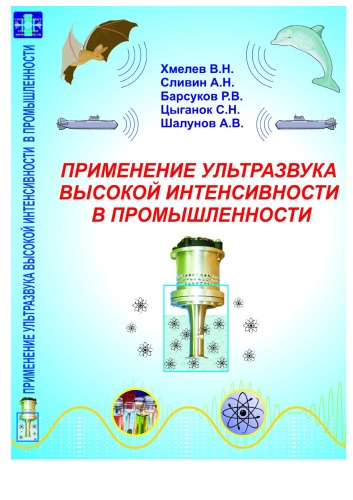 Хмелев В.Н.
Сливин А.Н.
Барсуков Р.В.
Цыганок С.Н.
Шалунов А.В.
ПРИМЕНЕНИЕ УЛЬТРАЗВУКА
ВЫСОКОЙ ИНТЕНСИВНОСТИ
В ПРОМЫШЛЕННОСТИ
ПРИМЕНЕНИЕ УЛЬТРАЗВУКА ВЫСОКОЙ ИНТЕНСИВНОСТИ В ПРОМЫШЛЕННОСТИ